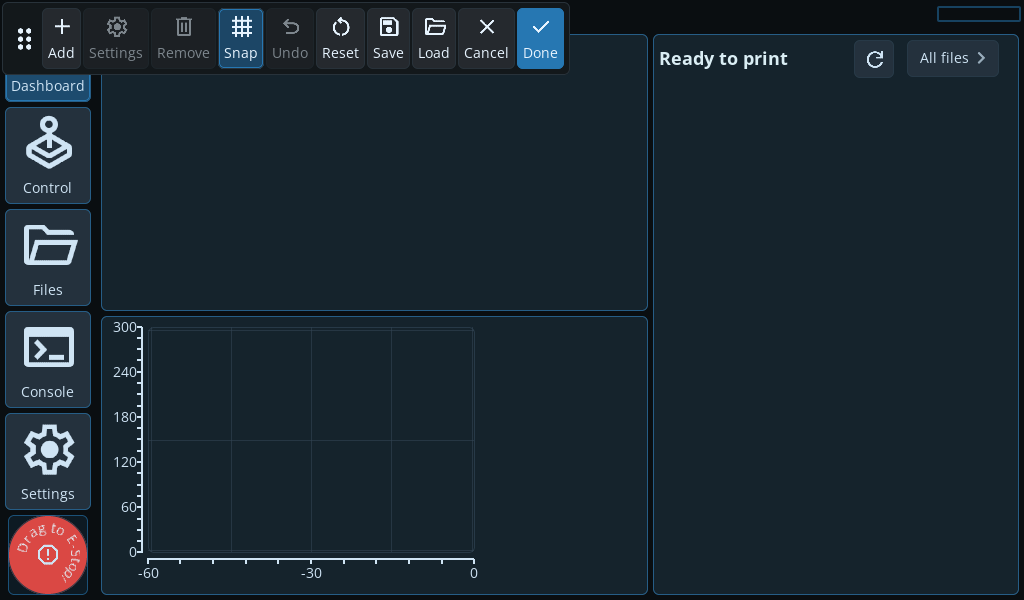 Add Settings Remove Snap Undo Reset Save Load Cancel Done
Ready to print
All files
Dashboard
Control
Files
Console
Settings
Drag to E-Stop!
300
240
180
120
60
0
-60 -30 0